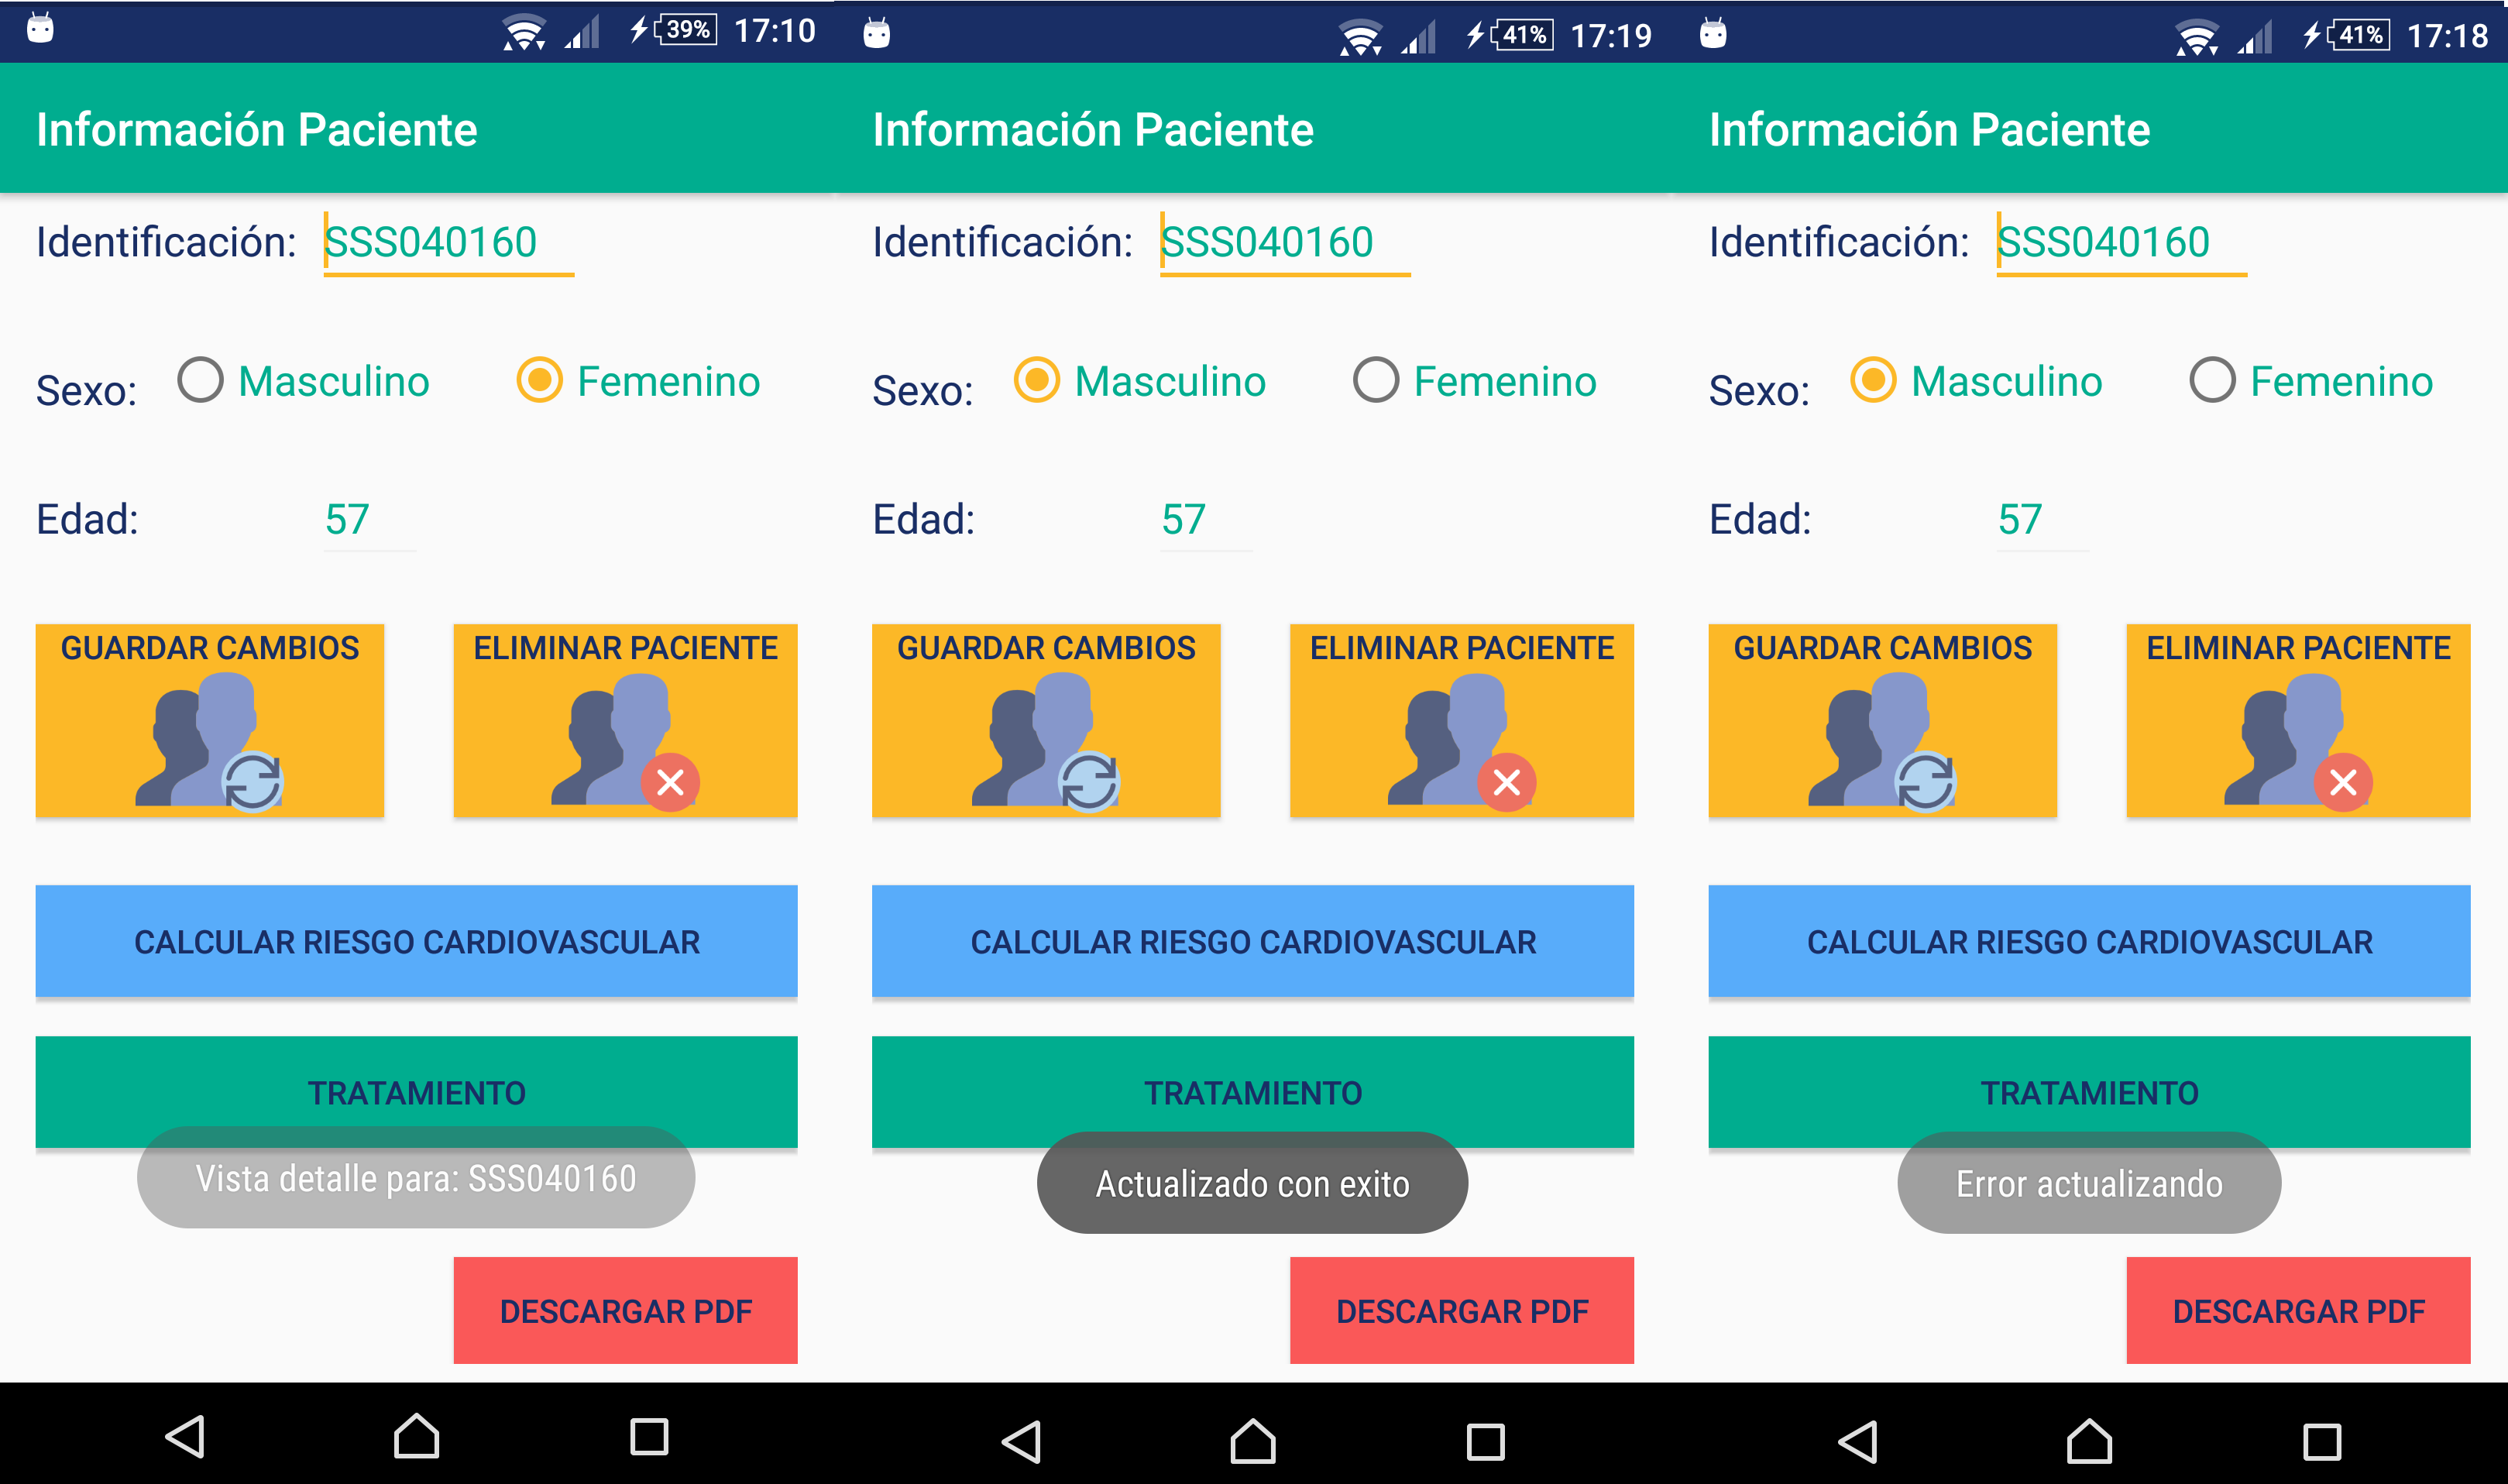 39% 17:10
Información Paciente
Identificación: SSS040160
Sexo: Masculino Femenino
Edad: 57
GUARDAR CAMBIOS ELIMINAR PACIENTE
CALCULAR RIESGO CARDIOVASCULAR
TRATAMIENTO
Vista detalle para: SSS040160
DESCARGAR PDF
41% 17:19
Información Paciente
Identificación: SSS040160
Sexo: Masculino Femenino
Edad: 57
GUARDAR CAMBIOS ELIMINAR PACIENTE
CALCULAR RIESGO CARDIOVASCULAR
TRATAMIENTO
Actualizado con exito
DESCARGAR PDF
41% 17:18
Información Paciente
Identificación: SSS040160
Sexo: Masculino Femenino
Edad: 57
GUARDAR CAMBIOS ELIMINAR PACIENTE
CALCULAR RIESGO CARDIOVASCULAR
TRATAMIENTO
Error actualizando
DESCARGAR PDF